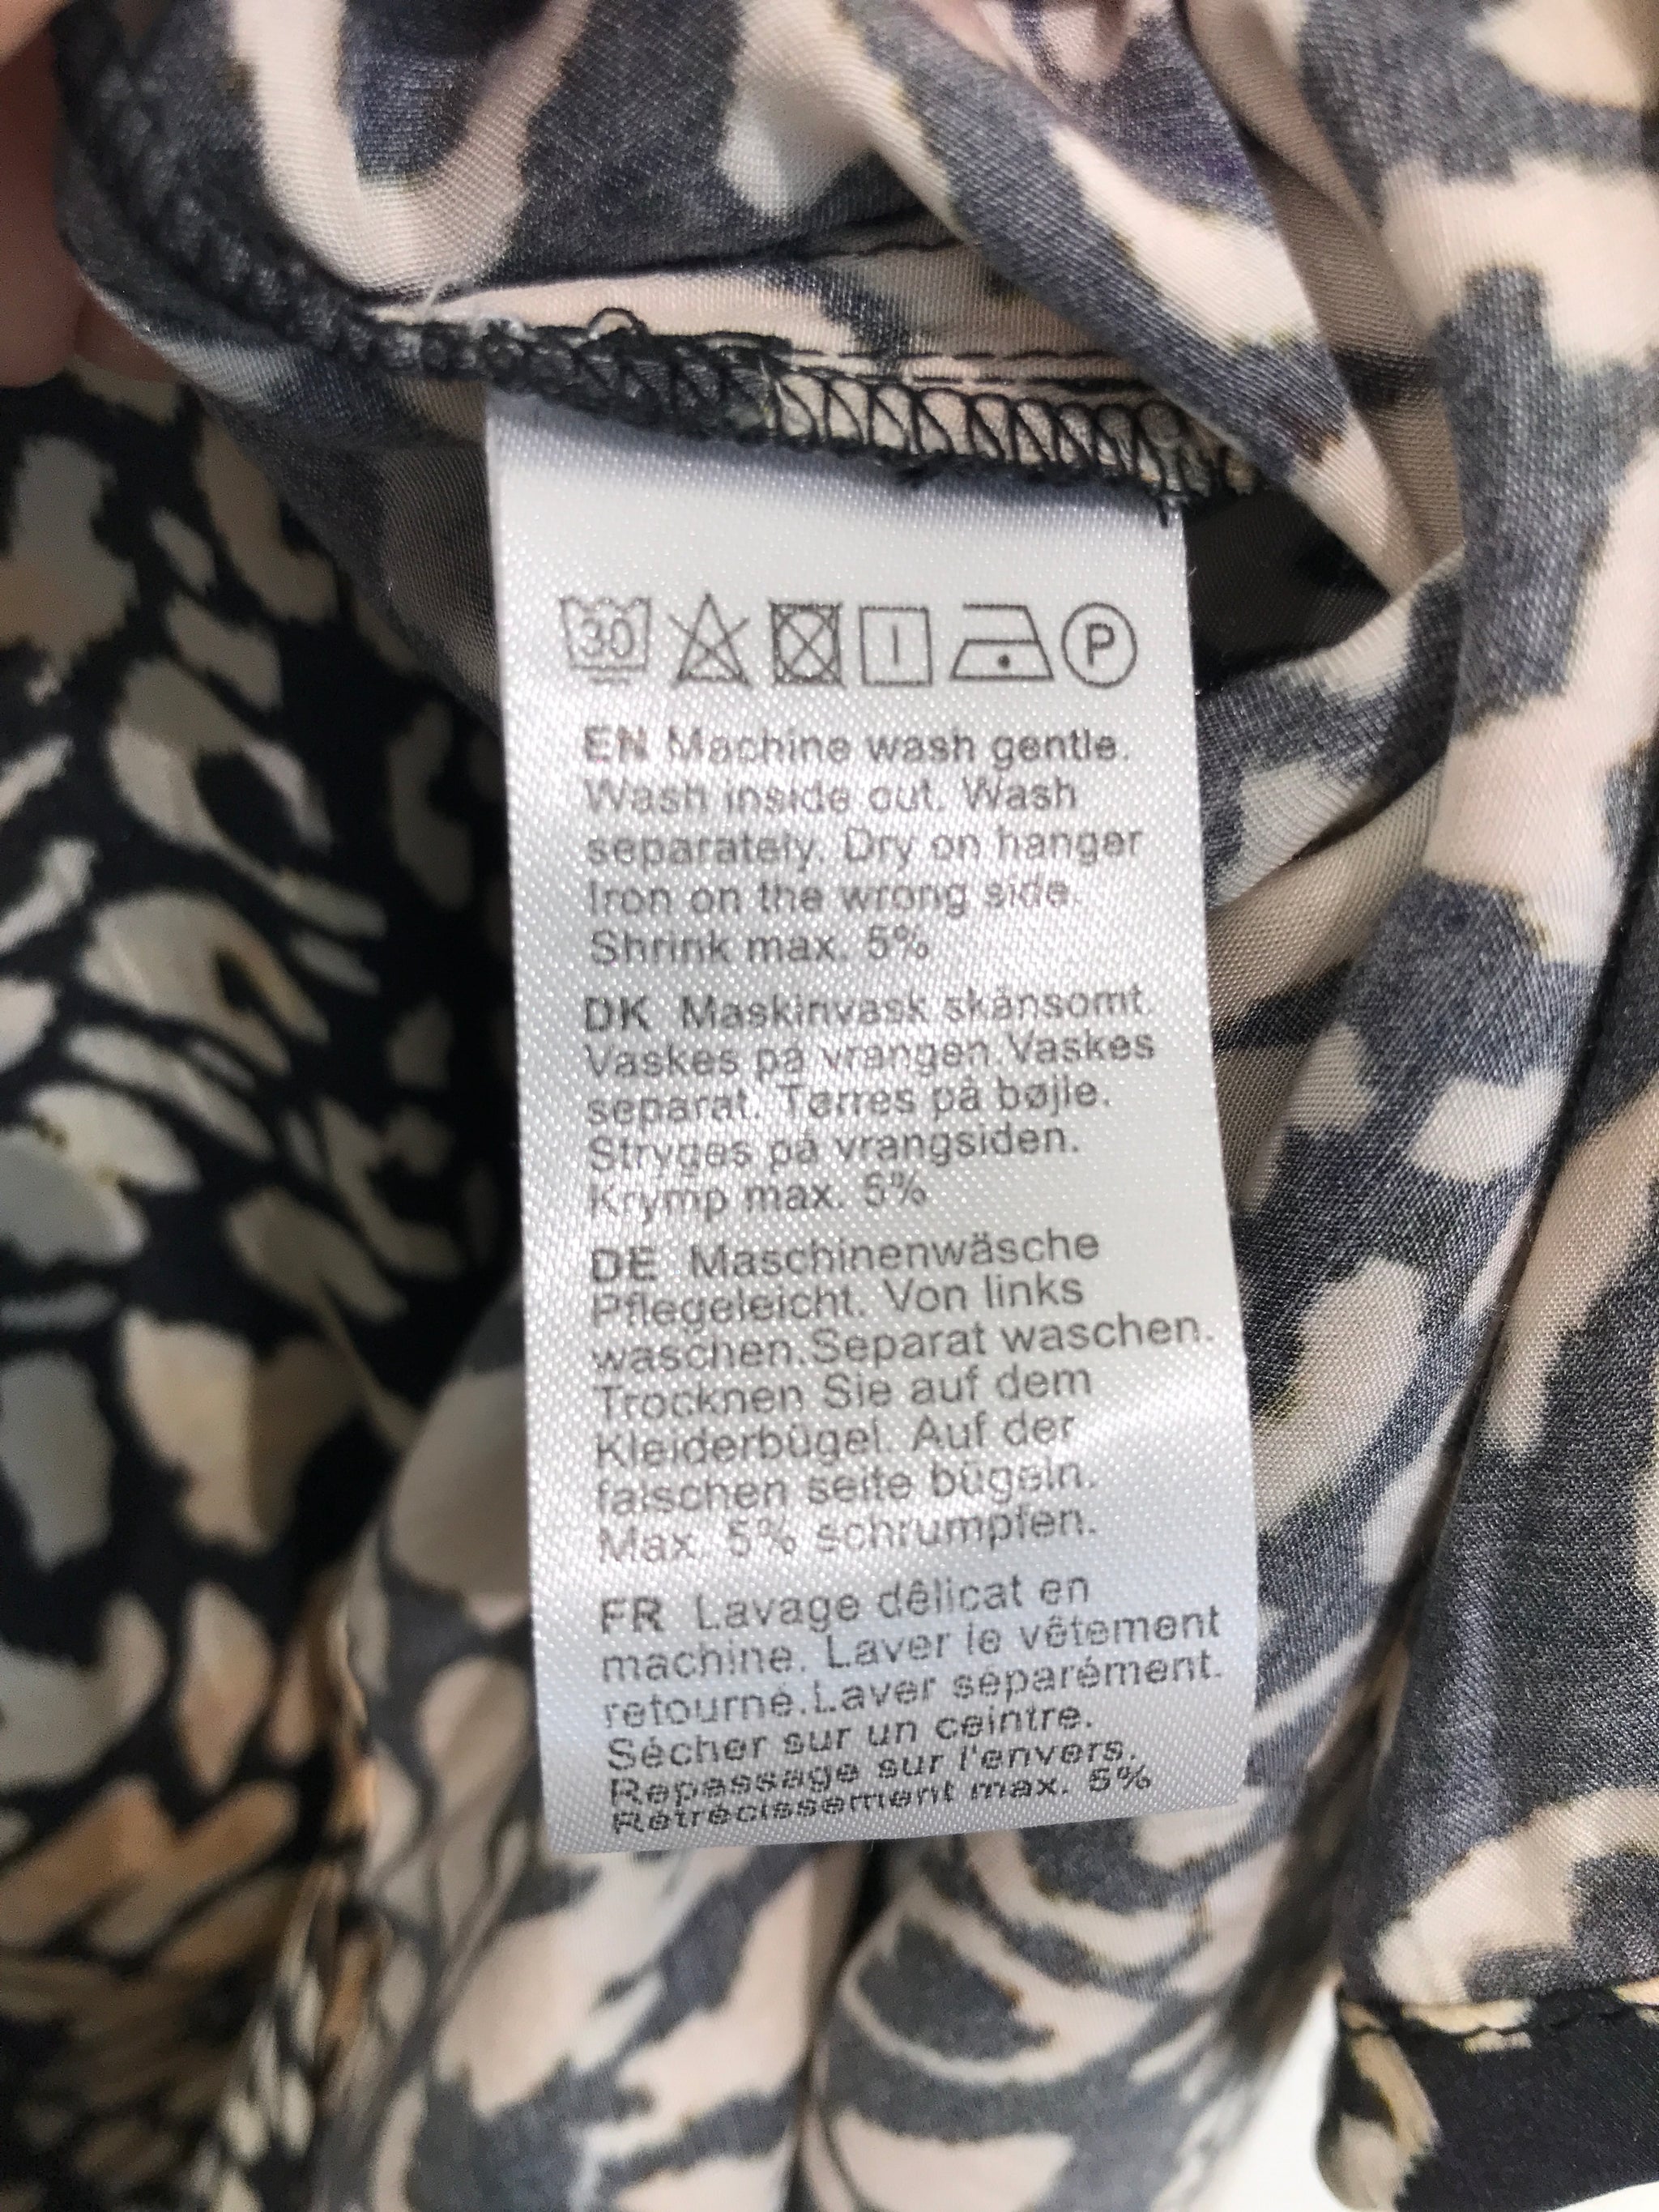 30 I P
EN Machine wash gentle.
Wash inside out. Wash
separately. Dry on hanger
Iron on the wrong side.
Shrink max. 5%
DK Maskinvask skånsomt.
Vaskes på vrangen.Vaskes
separat. Tørres på bøjle.
Stryges på vrangsiden.
Krymp max. 5%
DE Maschinenwäsche
Pflegeleicht. Von links
waschen.Separat waschen.
Trocknen Sie auf dem
Kleiderbügel. Auf der
falschen seite bügeln.
Max. 5% schrumpfen.
FR Lavage délicat en
machine. Laver le vêtement
retourné.Laver séparément.
Sécher sur un ceintre.
Repassage sur l'envers.
Rétrécissement max. 5%